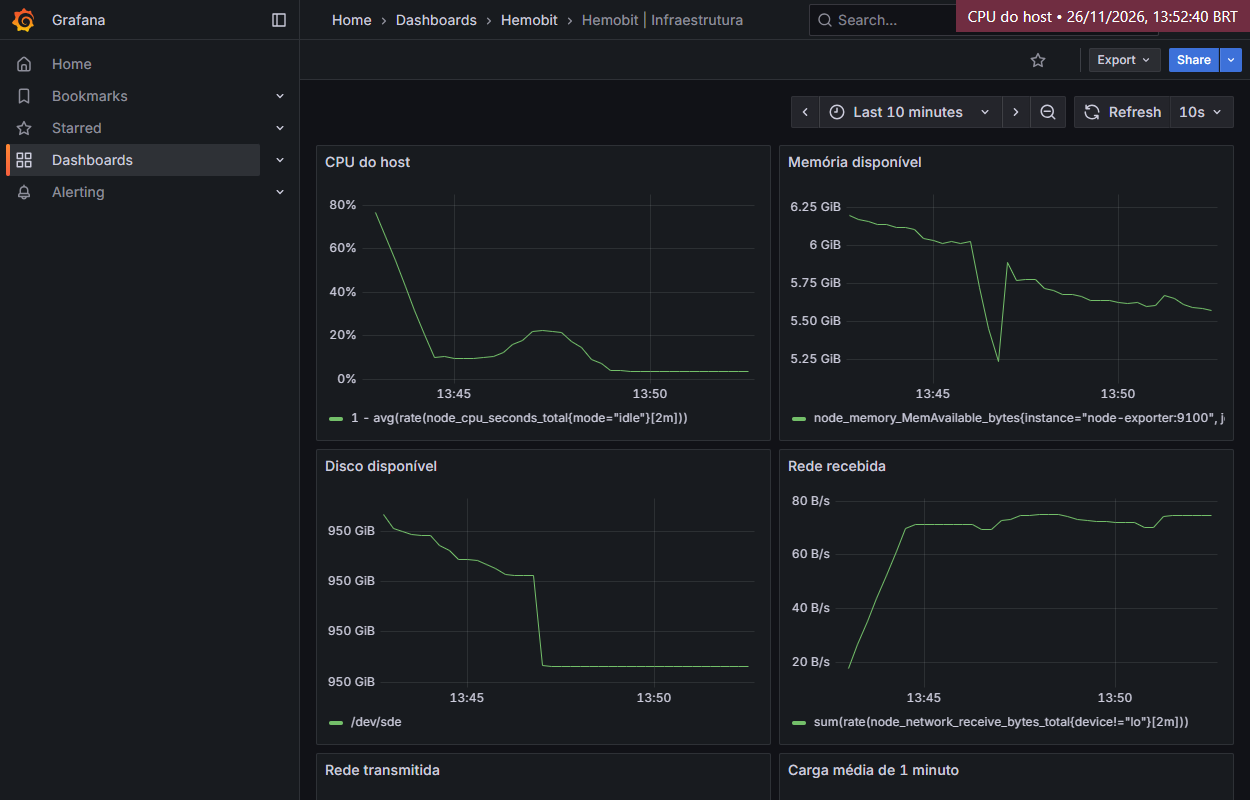 Grafana
Home › Dashboards › Hemobit › Hemobit | Infraestrutura
Search...
CPU do host • 26/11/2026, 13:52:40 BRT
Home
Bookmarks
Starred
Dashboards
Alerting
Export
Share
Last 10 minutes
Refresh
10s
CPU do host
80%
60%
40%
20%
0%
13:45
13:50
1 - avg(rate(node_cpu_seconds_total{mode="idle"}[2m]))
Memória disponível
6.25 GiB
6 GiB
5.75 GiB
5.50 GiB
5.25 GiB
13:45
13:50
node_memory_MemAvailable_bytes{instance="node-exporter:9100", j
Disco disponível
950 GiB
950 GiB
950 GiB
950 GiB
13:45
13:50
/dev/sde
Rede recebida
80 B/s
60 B/s
40 B/s
20 B/s
13:45
13:50
sum(rate(node_network_receive_bytes_total{device!="lo"}[2m]))
Rede transmitida
Carga média de 1 minuto